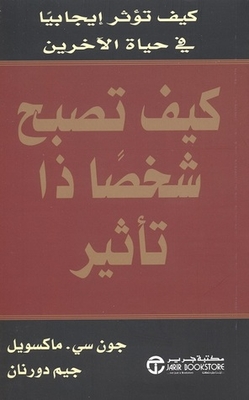 كيف تؤثر إيجابيًا
في حياة الآخرين
كيف تصبح
شخصًا ذا
تأثير
جون سي. ماكسويل
جيم دورنان
مكتبة جرير
JARIR BOOKSTORE